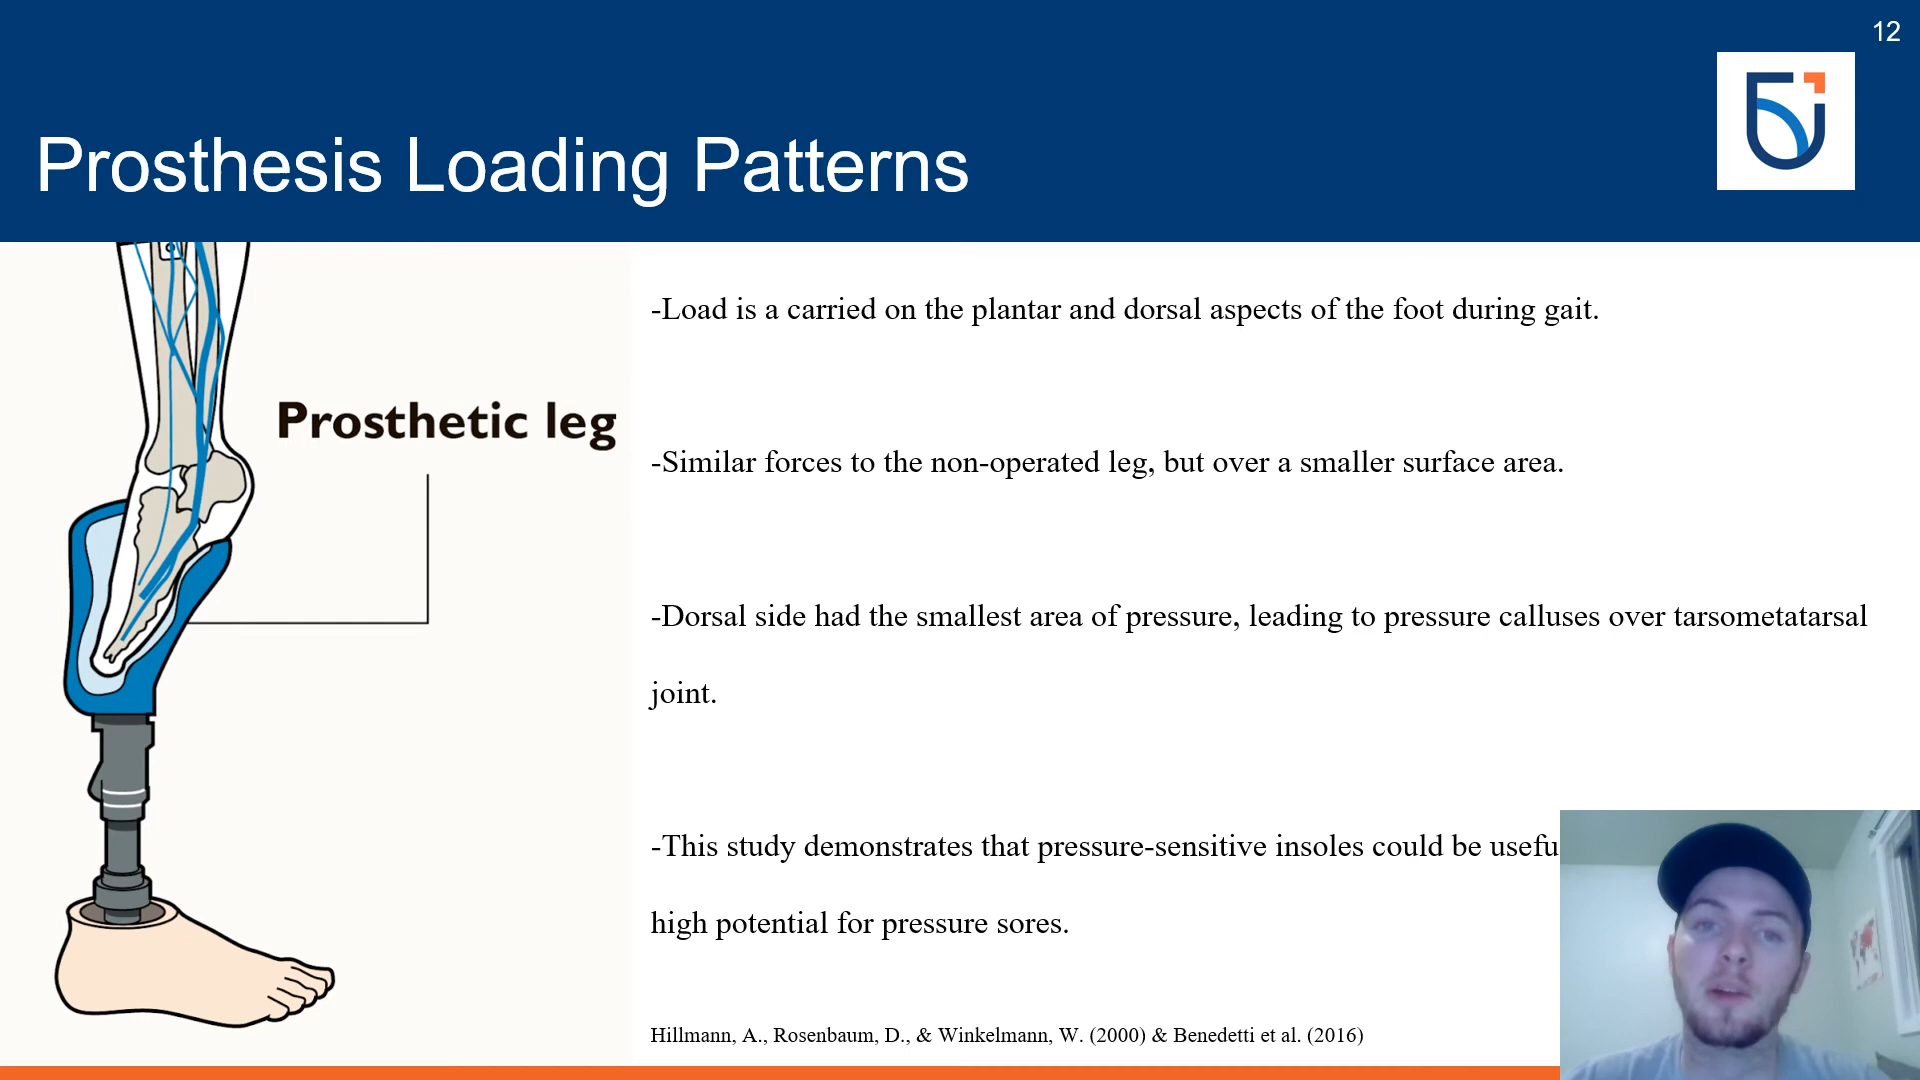 12
Prosthesis Loading Patterns
Prosthetic leg
-Load is a carried on the plantar and dorsal aspects of the foot during gait.
-Similar forces to the non-operated leg, but over a smaller surface area.
-Dorsal side had the smallest area of pressure, leading to pressure calluses over tarsometatarsal
joint.
-This study demonstrates that pressure-sensitive insoles could be
high potential for pressure sores.
Hillmann, A., Rosenbaum, D., & Winkelmann, W. (2000) & Benedetti et al. (2016)